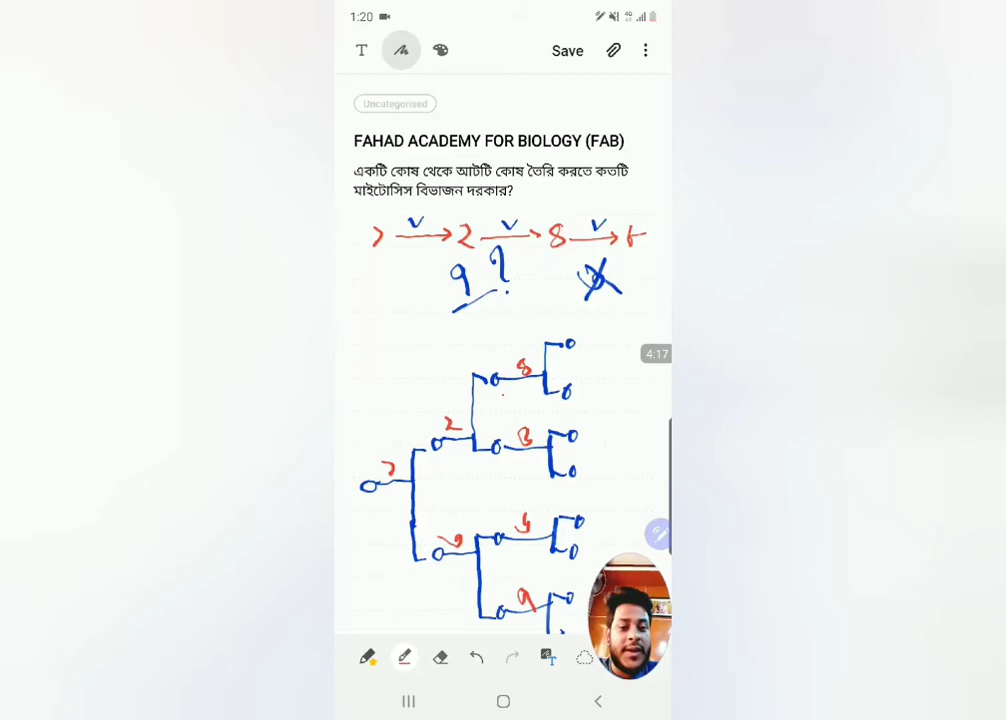 1:20
T Save
Uncategorised
FAHAD ACADEMY FOR BIOLOGY (FAB)
একটি কোষ থেকে আটটি কোষ তৈরি করতে কতটি
মাইটোসিস বিভাজন দরকার?
১ → ২ → ৪ → ৮
৭ ?
4:17
৪
২
৫
১
৩
৬
৭
T